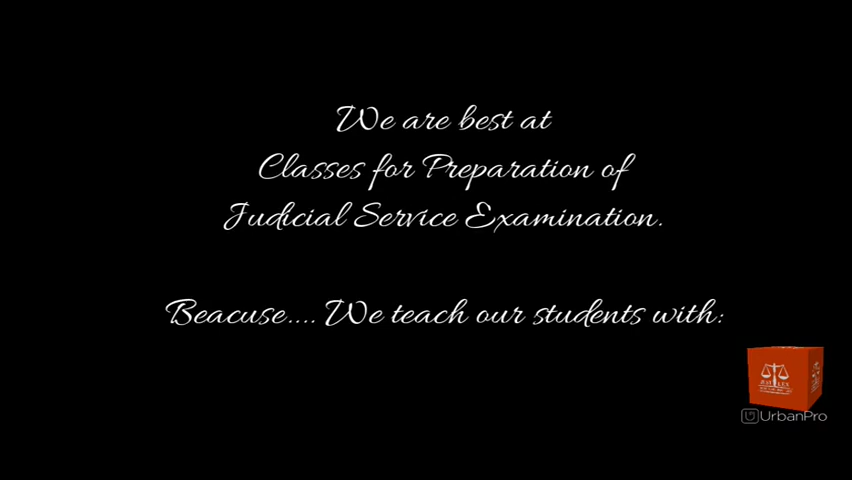 We are best at
Classes for Preparation of
Judicial Service Examination.
Beacuse.... We teach our students with:
UrbanPro